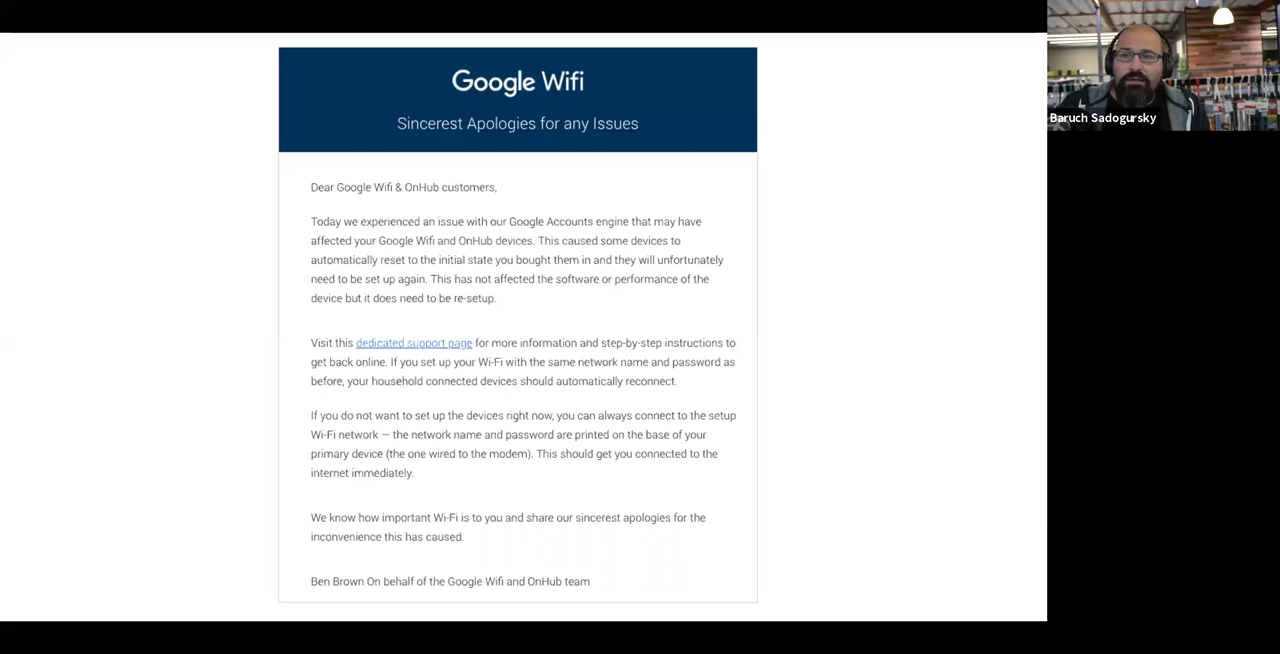 Google Wifi
Sincerest Apologies for any Issues
Dear Google Wifi & OnHub customers,
Today we experienced an issue with our Google Accounts engine that may have
affected your Google Wifi and OnHub devices. This caused some devices to
automatically reset to the initial state you bought them in and they will unfortunately
need to be set up again. This has not affected the software or performance of the
device but it does need to be re-setup.
Visit this dedicated support page for more information and step-by-step instructions to
get back online. If you set up your Wi-Fi with the same network name and password as
before, your household connected devices should automatically reconnect.
If you do not want to set up the devices right now, you can always connect to the setup
Wi-Fi network — the network name and password are printed on the base of your
primary device (the one wired to the modem). This should get you connected to the
internet immediately.
We know how important Wi-Fi is to you and share our sincerest apologies for the
inconvenience this has caused.
Ben Brown On behalf of the Google Wifi and OnHub team
Baruch Sadogursky